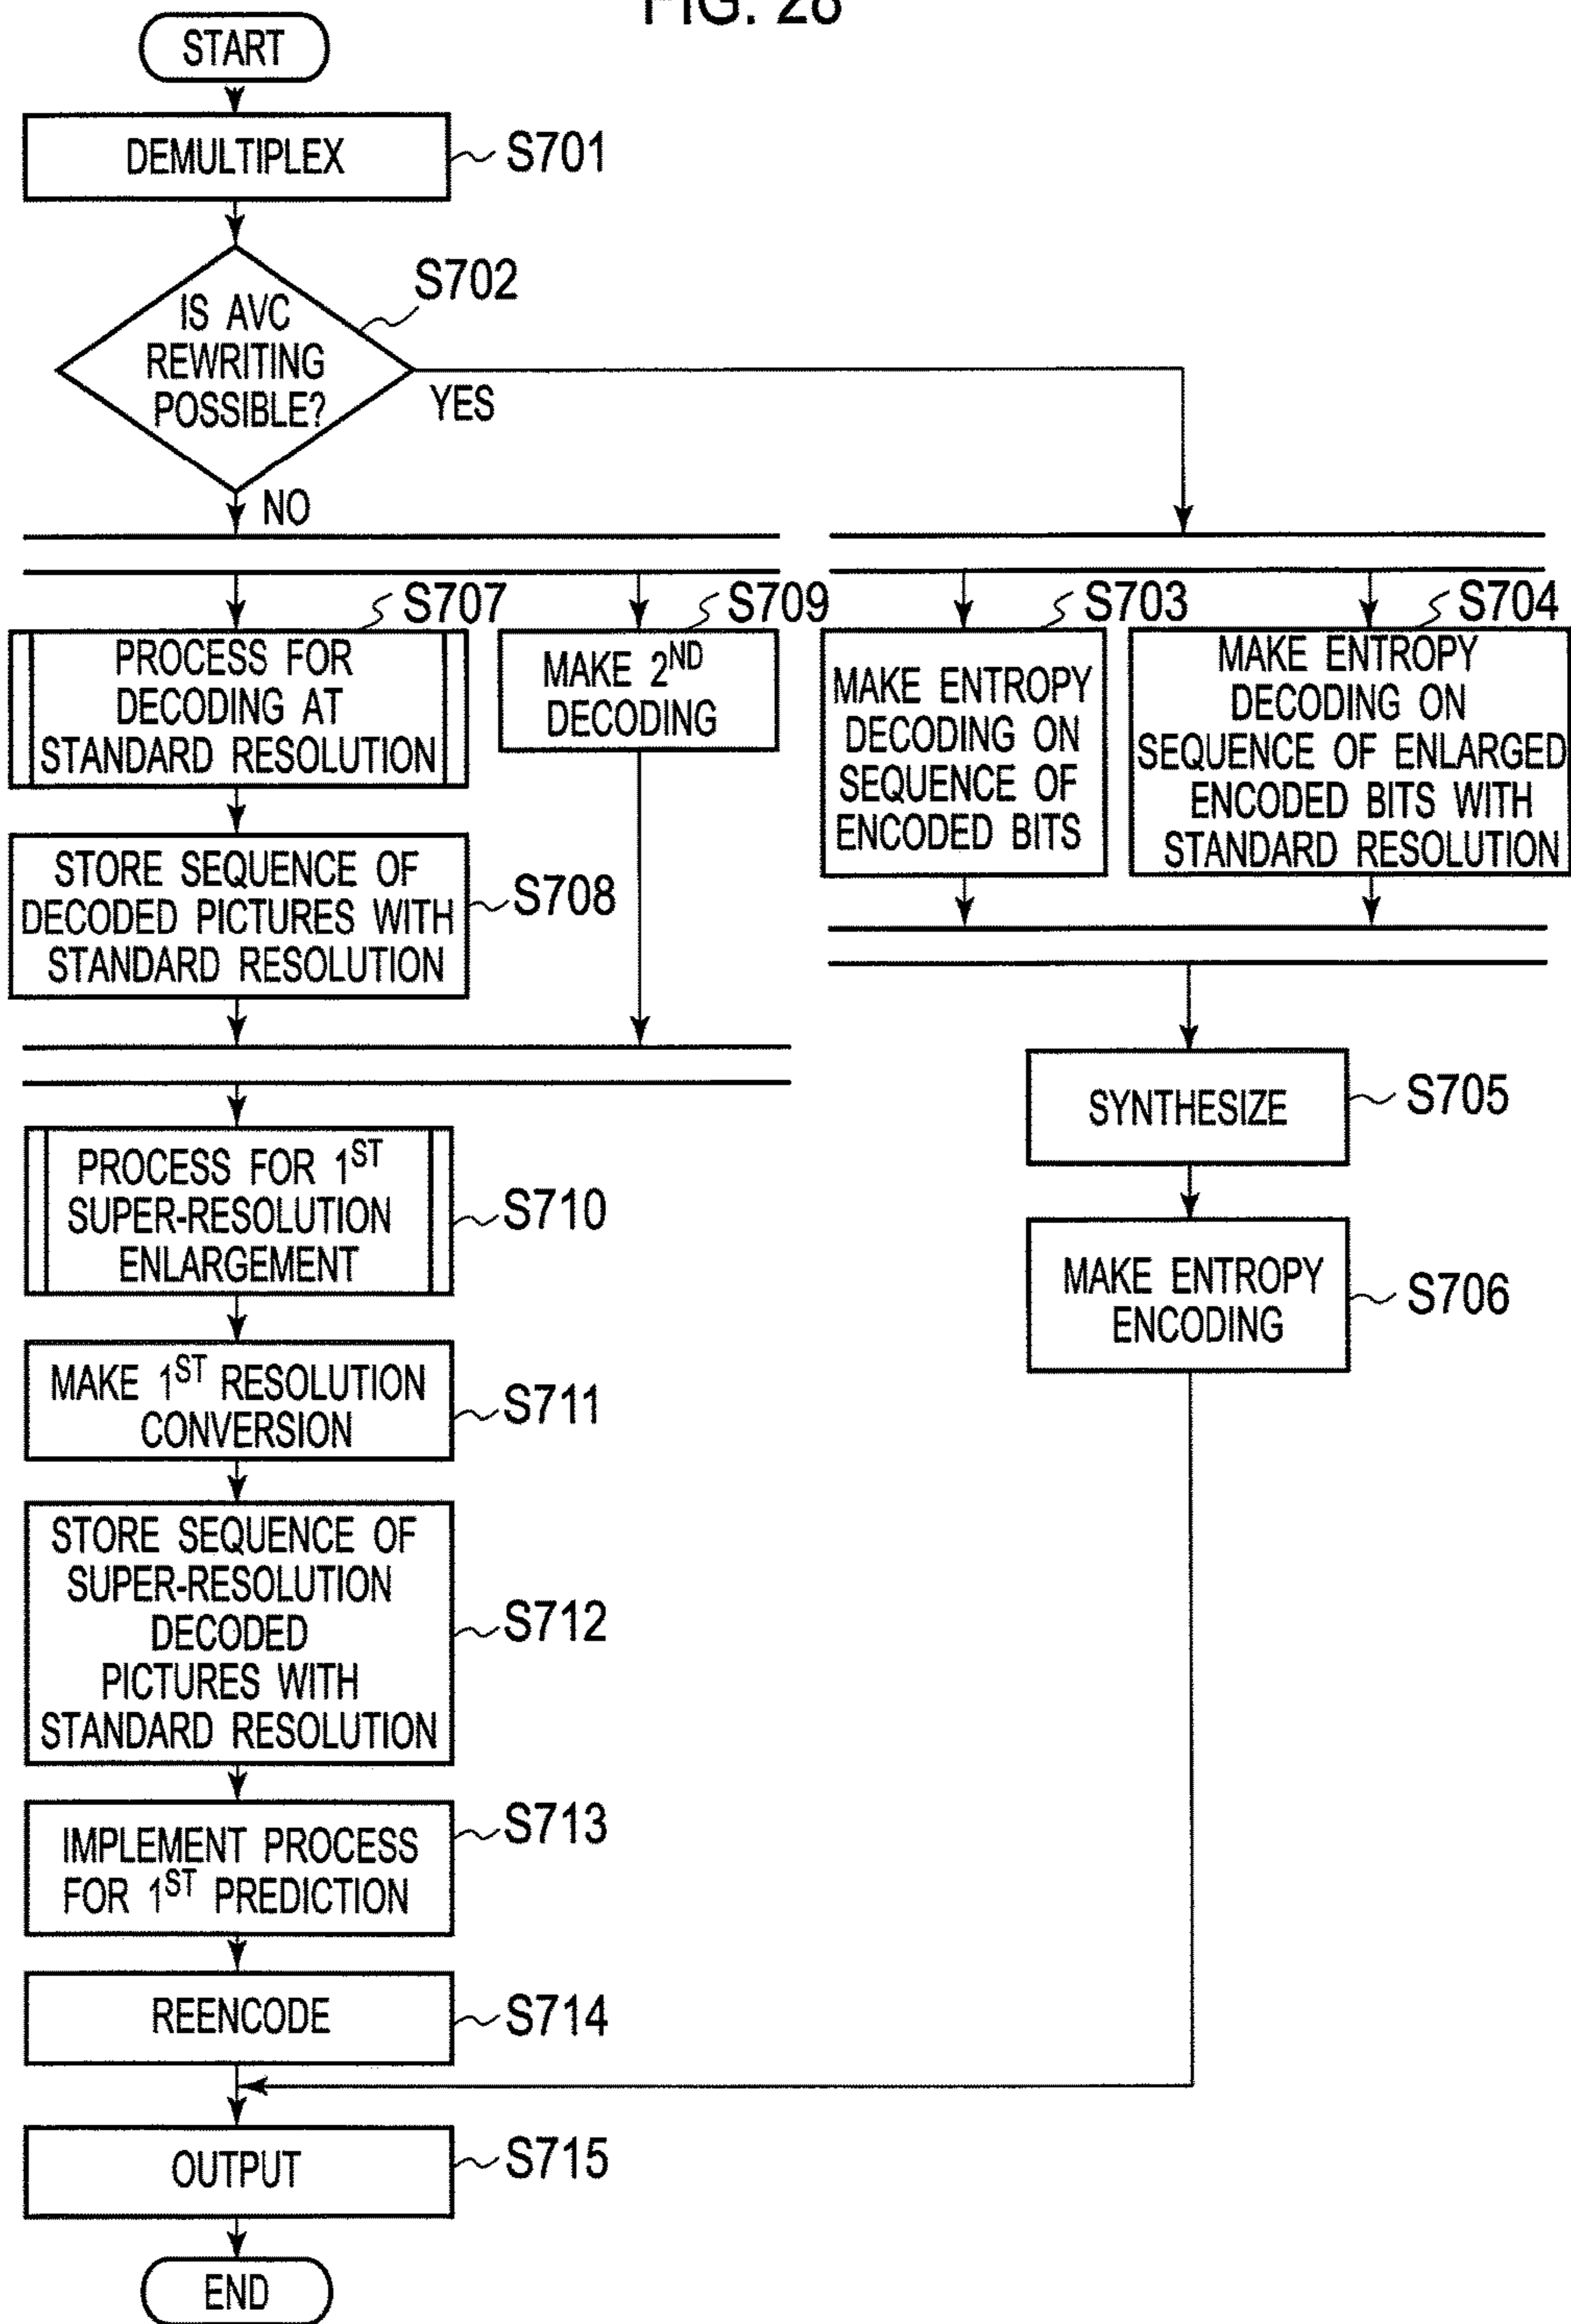 FIG. 28
START
DEMULTIPLEX
S701
S702
IS AVC
REWRITING
POSSIBLE?
YES
NO
S707
PROCESS FOR
DECODING AT
STANDARD RESOLUTION
S709
MAKE 2ND
DECODING
S703
MAKE ENTROPY
DECODING ON
SEQUENCE OF
ENCODED BITS
S704
MAKE ENTROPY
DECODING ON
SEQUENCE OF ENLARGED
ENCODED BITS WITH
STANDARD RESOLUTION
STORE SEQUENCE OF
DECODED PICTURES WITH
STANDARD RESOLUTION
S708
SYNTHESIZE
S705
PROCESS FOR 1ST
SUPER-RESOLUTION
ENLARGEMENT
S710
MAKE ENTROPY
ENCODING
S706
MAKE 1ST RESOLUTION
CONVERSION
S711
STORE SEQUENCE OF
SUPER-RESOLUTION
DECODED
PICTURES WITH
STANDARD RESOLUTION
S712
IMPLEMENT PROCESS
FOR 1ST PREDICTION
S713
REENCODE
S714
OUTPUT
S715
END